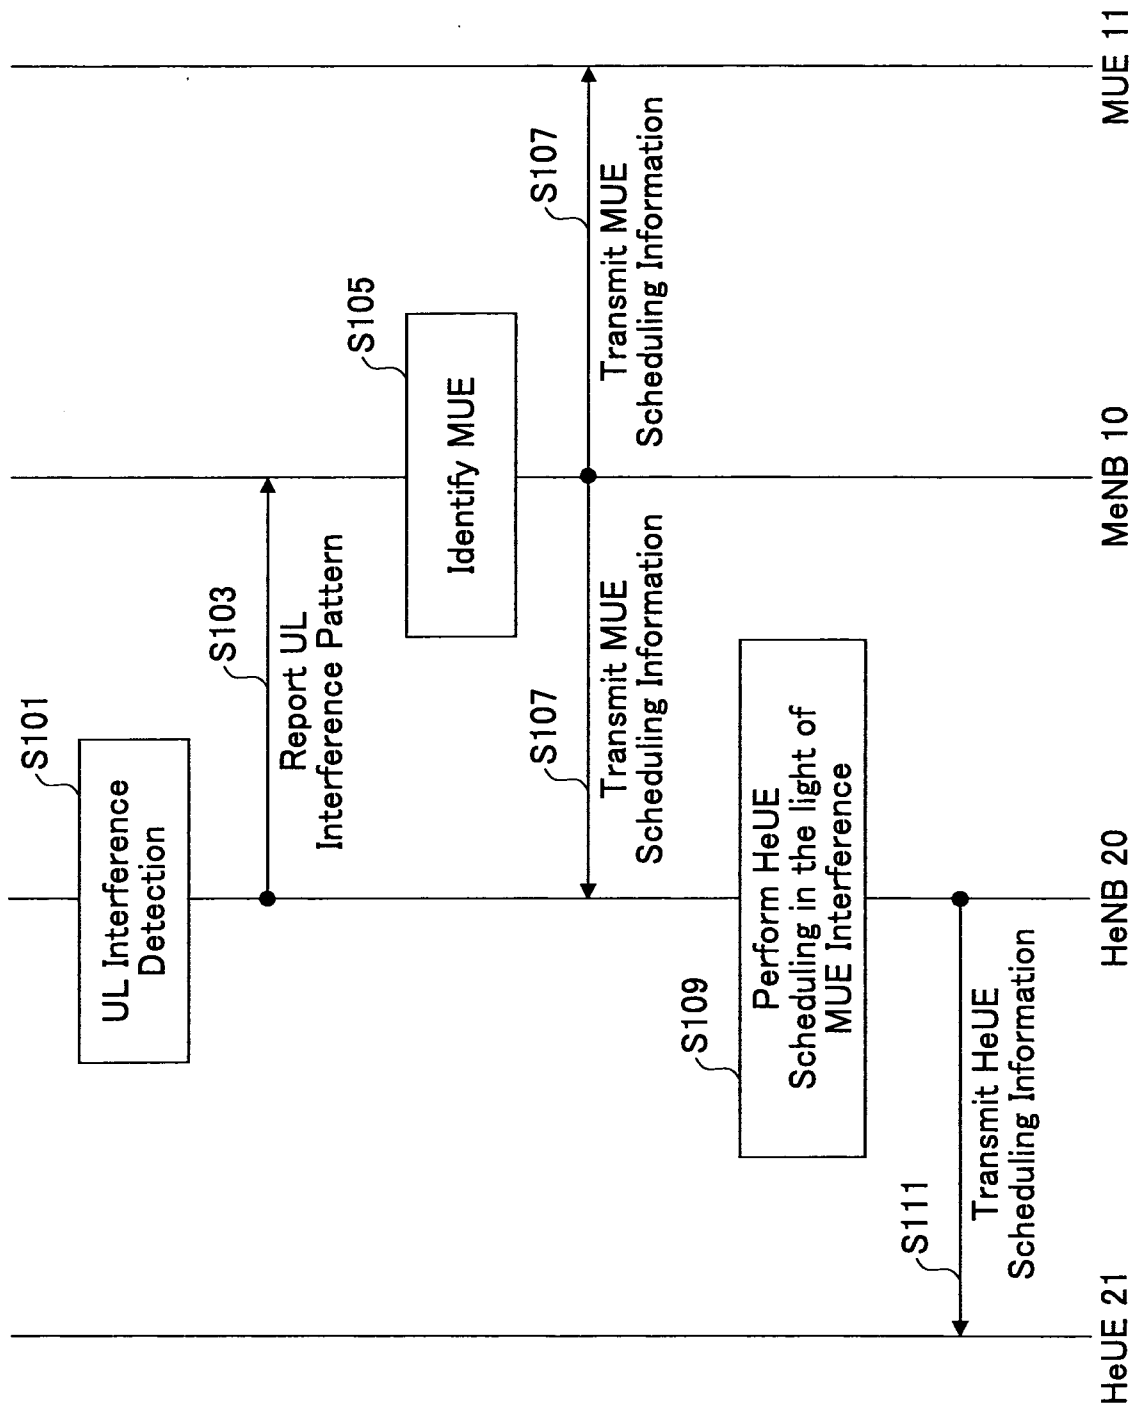 S101
UL Interference
Detection
S103
Report UL
Interference Pattern
S105
Identify MUE
S107
Transmit MUE
Scheduling Information
S107
Transmit MUE
Scheduling Information
S109
Perform HeUE
Scheduling in the light of
MUE Interference
S111
Transmit HeUE
Scheduling Information
HeUE 21
HeNB 20
MeNB 10
MUE 11